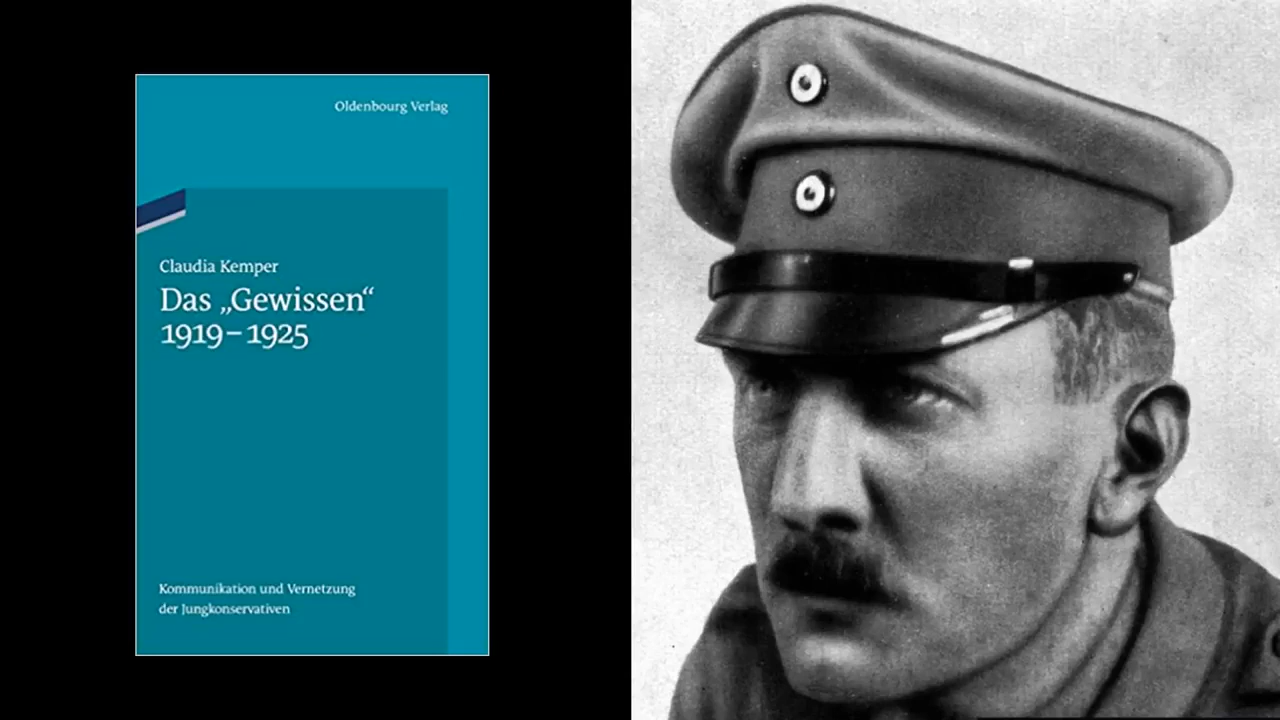 Oldenbourg Verlag
Claudia Kemper
Das „Gewissen“
1919–1925
Kommunikation und Vernetzung
der Jungkonservativen